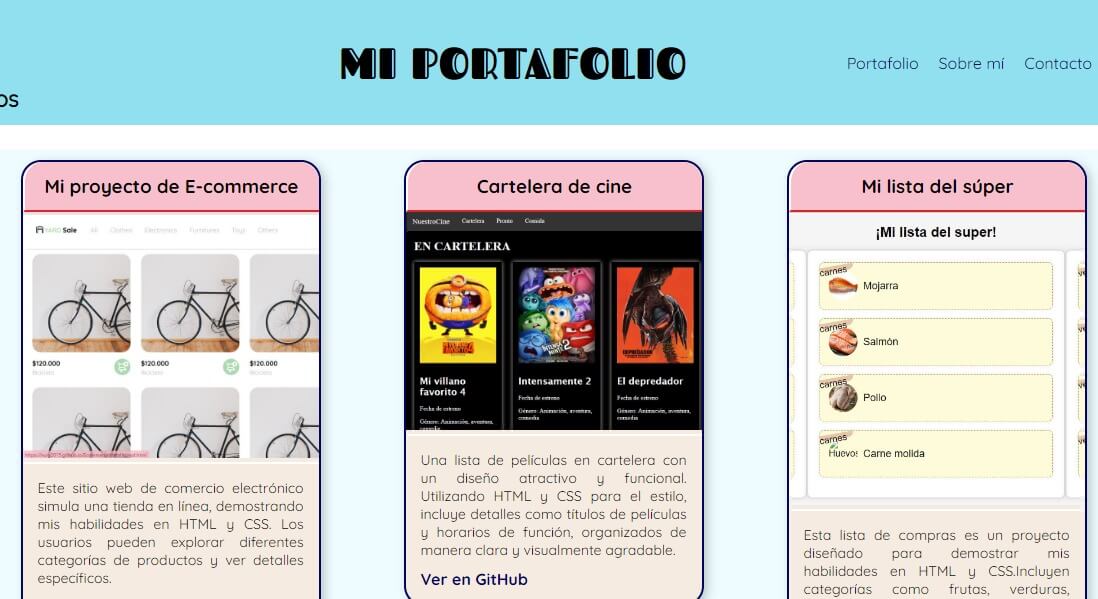 MI PORTAFOLIO
Portafolio Sobre mí Contacto
os
Mi proyecto de E-commerce
YARD Sale All Clothes Electronics Furnitures Toys Others
$120.000 $120.000 $120.000
Bicicleta Bicicleta Bicicleta
Este sitio web de comercio electrónico
simula una tienda en línea, demostrando
mis habilidades en HTML y CSS. Los
usuarios pueden explorar diferentes
categorías de productos y ver detalles
específicos.
Cartelera de cine
NuestroCine Cartelera Pronto Comida
EN CARTELERA
Mi villano
favorito 4
Fecha de estreno
Género: Animación, aventura,
comedia
Intensamente 2
Fecha de estreno
Género: Animación, aventura,
comedia
El depredador
Fecha de estreno
Género: Animación, aventura,
comedia
Una lista de películas en cartelera con
un diseño atractivo y funcional.
Utilizando HTML y CSS para el estilo,
incluye detalles como títulos de películas
y horarios de función, organizados de
manera clara y visualmente agradable.
Ver en GitHub
Mi lista del súper
¡Mi lista del super!
carnes
Mojarra
carnes
Salmón
carnes
Pollo
carnes
Huevos Carne molida
Esta lista de compras es un proyecto
diseñado para demostrar mis
habilidades en HTML y CSS.Incluyen
categorías como frutas, verduras,